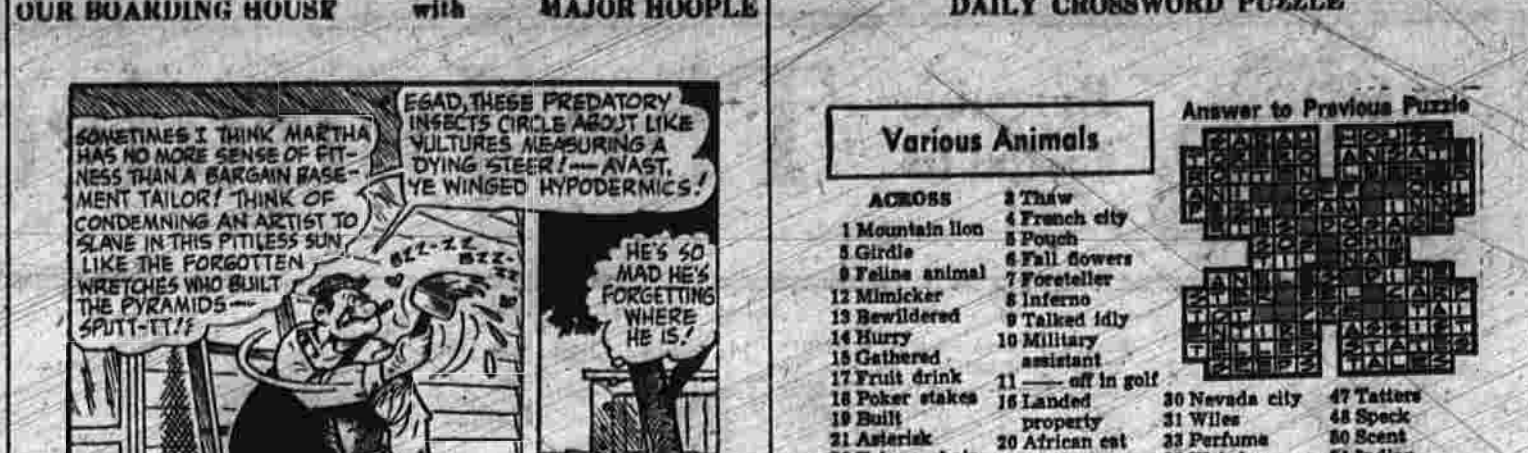 OUR BOARDING HOUSE with MAJOR HOOPLE
SOMETIMES I THINK MARTHA
HAS NO MORE SENSE OF FIT-
NESS THAN A BARGAIN BASE-
MENT TAILOR! THINK OF
CONDEMNING AN ARTIST TO
SLAVE IN THIS PITILESS SUN
LIKE THE FORGOTTEN
WRETCHES WHO BUILT
THE PYRAMIDS—
SPUTT-TT!!
EGAD, THESE PREDATORY
INSECTS CIRCLE ABOUT LIKE
VULTURES MEASURING A
DYING STEER!—AVAST,
YE WINGED HYPODERMICS!
BZZ-ZZ
BZZ-
ZZ
HE'S SO
MAD HE'S
FORGETTING
WHERE
HE IS!
DAILY CROSSWORD PUZZLE
Various Animals
Answer to Previous Puzzle
ACROSS
1 Mountain lion
5 Girdle
9 Feline animal
12 Mimicker
13 Bewildered
14 Hurry
15 Gathered
17 Fruit drink
18 Poker stakes
19 Built
21 Asterisk
3 Thaw
4 French city
5 Pouch
6 Fall flowers
7 Foreteller
8 Inferno
9 Talked idly
10 Military
assistant
11 —— off in golf
16 Landed
property
20 African cat
30 Nevada city
31 Wiles
33 Perfume
47 Tatters
48 Speck
50 Scent